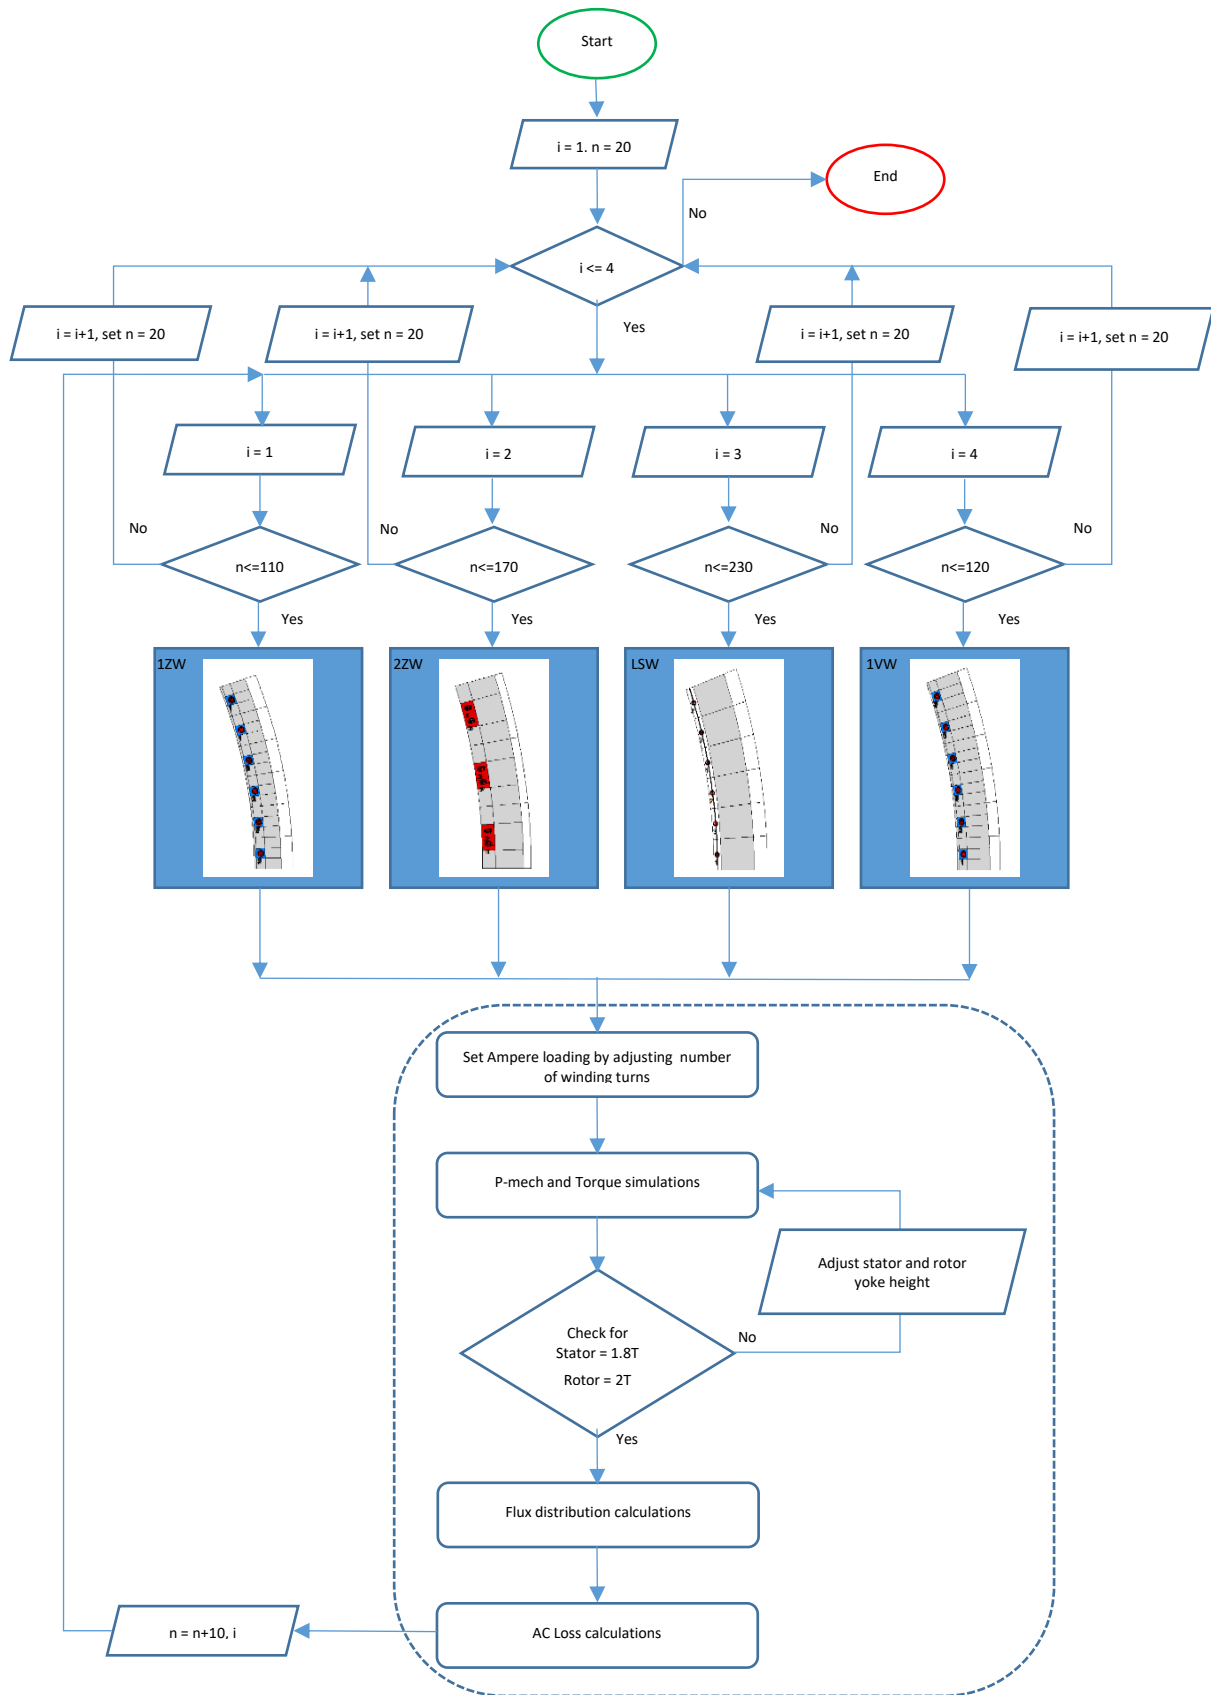 Start
i = 1. n = 20
End
No
i <= 4
i = i+1, set n = 20
i = i+1, set n = 20
Yes
i = i+1, set n = 20
i = i+1, set n = 20
i = 1
i = 2
i = 3
i = 4
No
No
No
No
n<=110
n<=170
n<=230
n<=120
Yes
Yes
Yes
Yes
1ZW
2ZW
LSW
1VW
Set Ampere loading by adjusting number
of winding turns
P-mech and Torque simulations
Adjust stator and rotor
yoke height
Check for
Stator = 1.8T
Rotor = 2T
No
Yes
Flux distribution calculations
n = n+10, i
AC Loss calculations